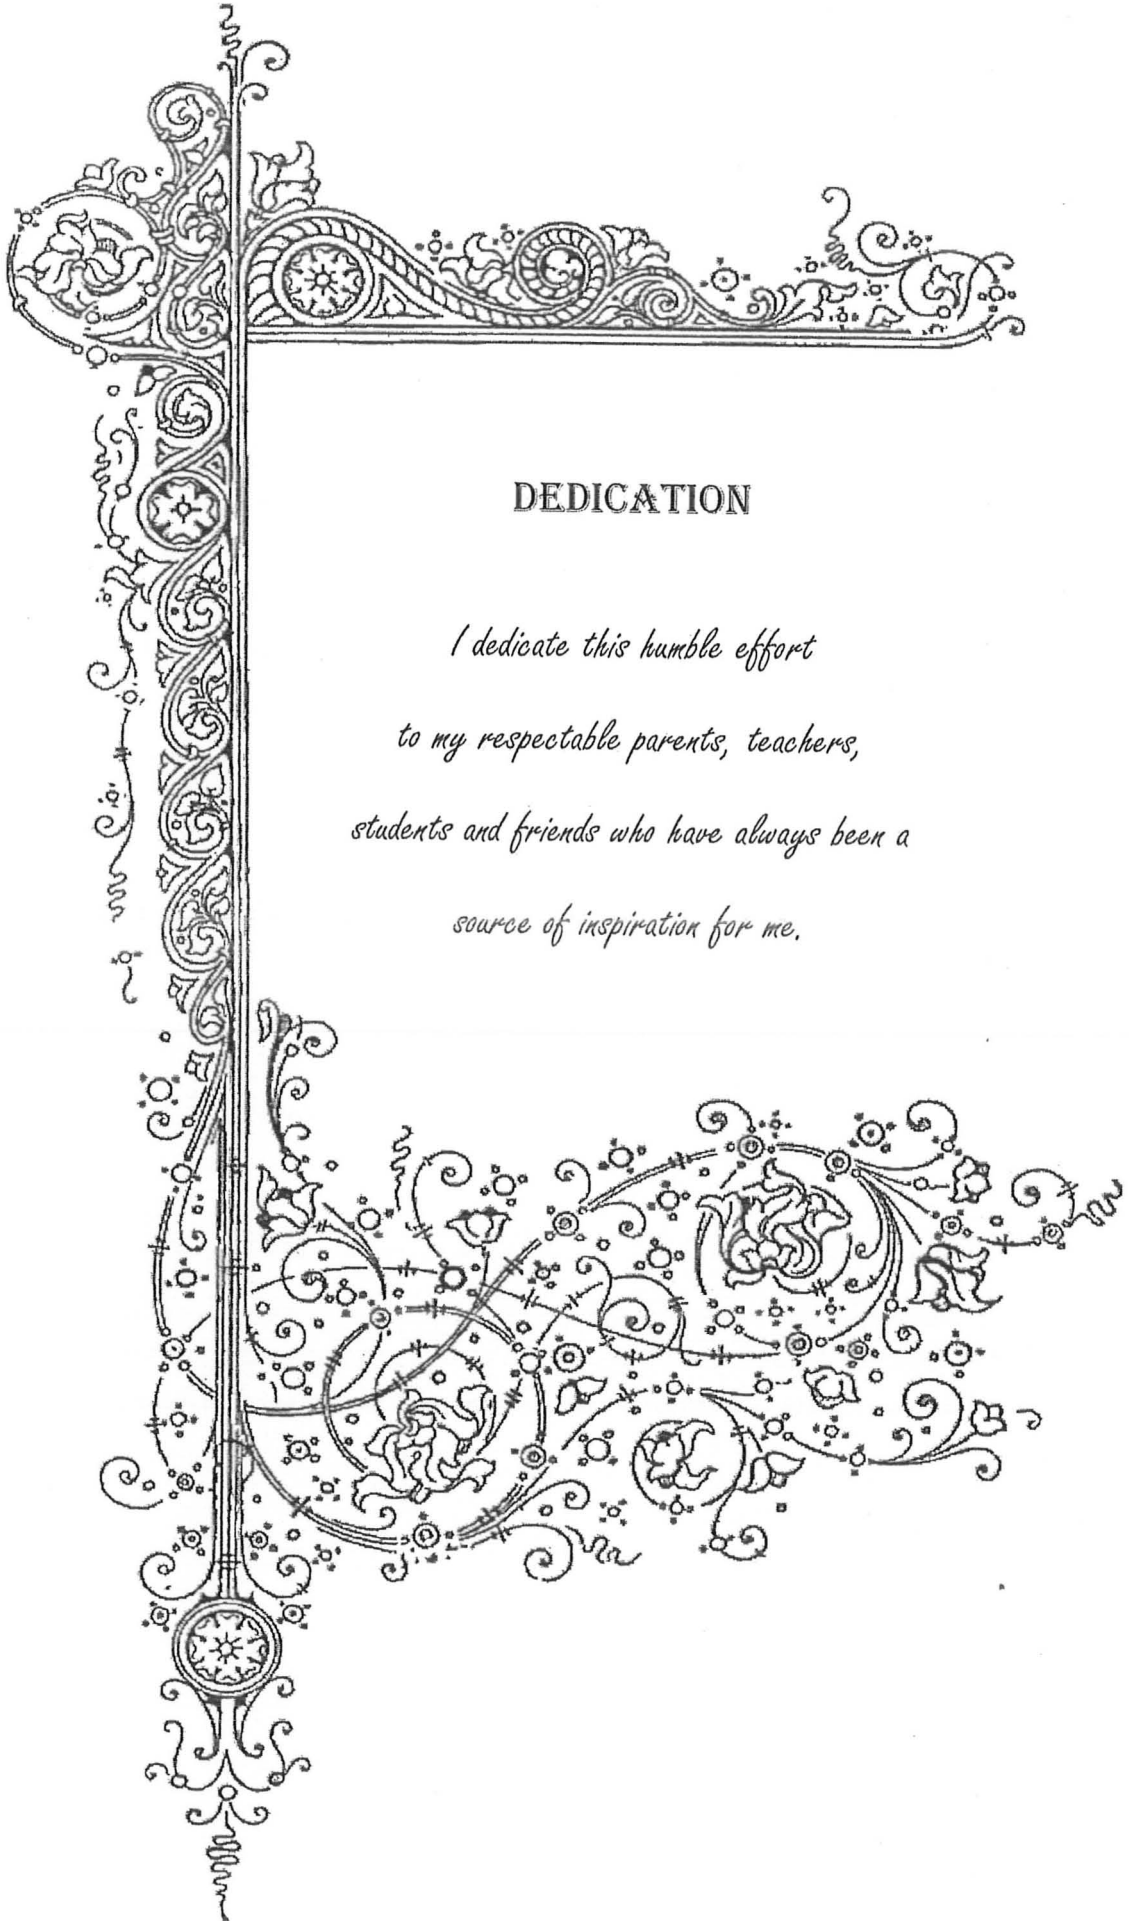 DEDICATION
I dedicate this humble effort
to my respectable parents, teachers,
students and friends who have always been a
source of inspiration for me.